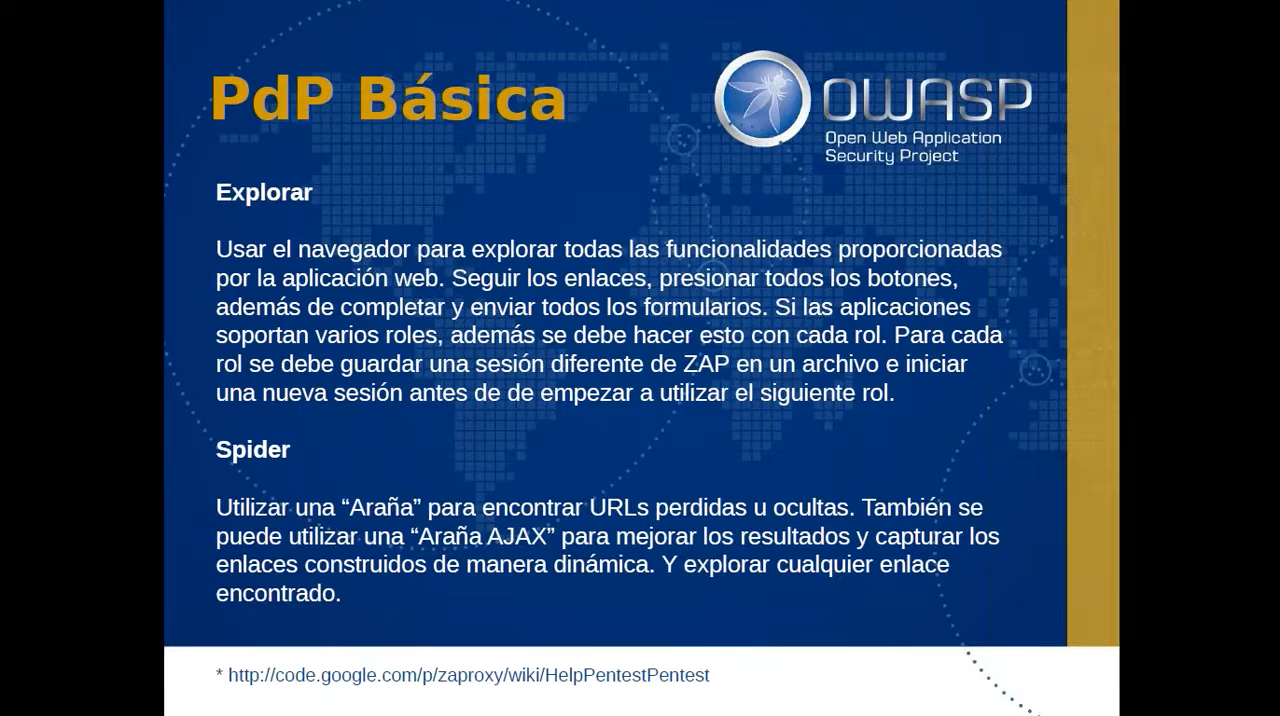 PdP Básica
OWASP
Open Web Application
Security Project
Explorar
Usar el navegador para explorar todas las funcionalidades proporcionadas
por la aplicación web. Seguir los enlaces, presionar todos los botones,
además de completar y enviar todos los formularios. Si las aplicaciones
soportan varios roles, además se debe hacer esto con cada rol. Para cada
rol se debe guardar una sesión diferente de ZAP en un archivo e iniciar
una nueva sesión antes de de empezar a utilizar el siguiente rol.
Spider
Utilizar una “Araña” para encontrar URLs perdidas u ocultas. También se
puede utilizar una “Araña AJAX” para mejorar los resultados y capturar los
enlaces construidos de manera dinámica. Y explorar cualquier enlace
encontrado.
* http://code.google.com/p/zaproxy/wiki/HelpPentestPentest